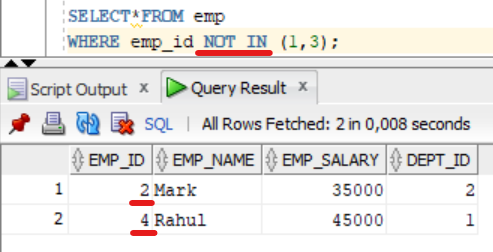 SELECT*FROM emp
WHERE emp_id NOT IN (1,3);
Script Output x Query Result x
SQL | All Rows Fetched: 2 in 0,008 seconds
EMP_ID EMP_NAME EMP_SALARY DEPT_ID
1 2 Mark 35000 2
2 4 Rahul 45000 1